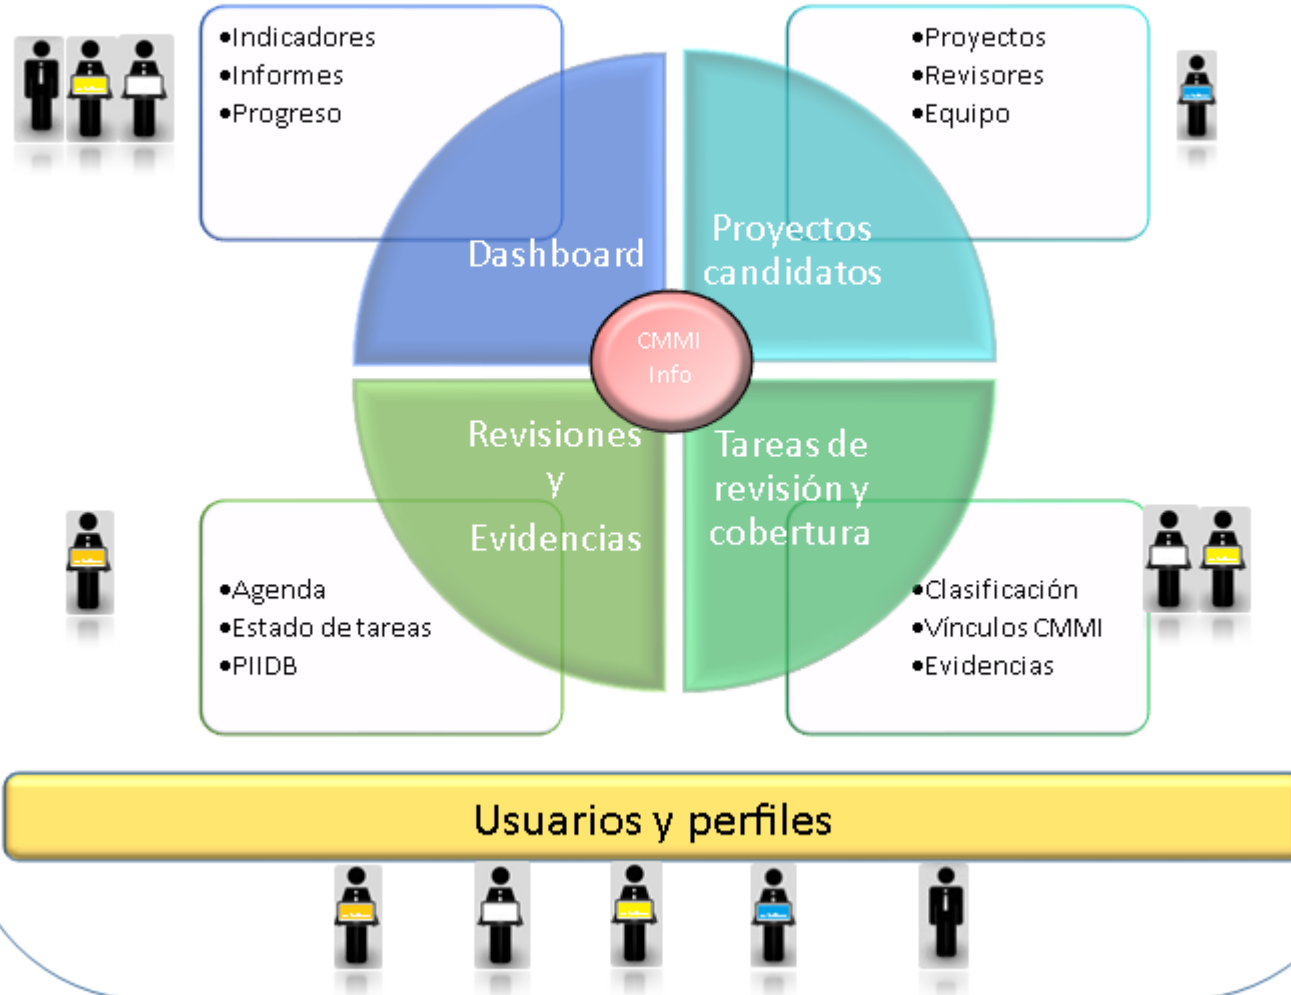 •Indicadores
•Informes
•Progreso
•Proyectos
•Revisores
•Equipo
Dashboard
Proyectos
candidatos
CMMI
Info
Revisiones
y
Evidencias
Tareas de
revisión y
cobertura
•Agenda
•Estado de tareas
•PIIDB
•Clasificación
•Vínculos CMMI
•Evidencias
Usuarios y perfiles